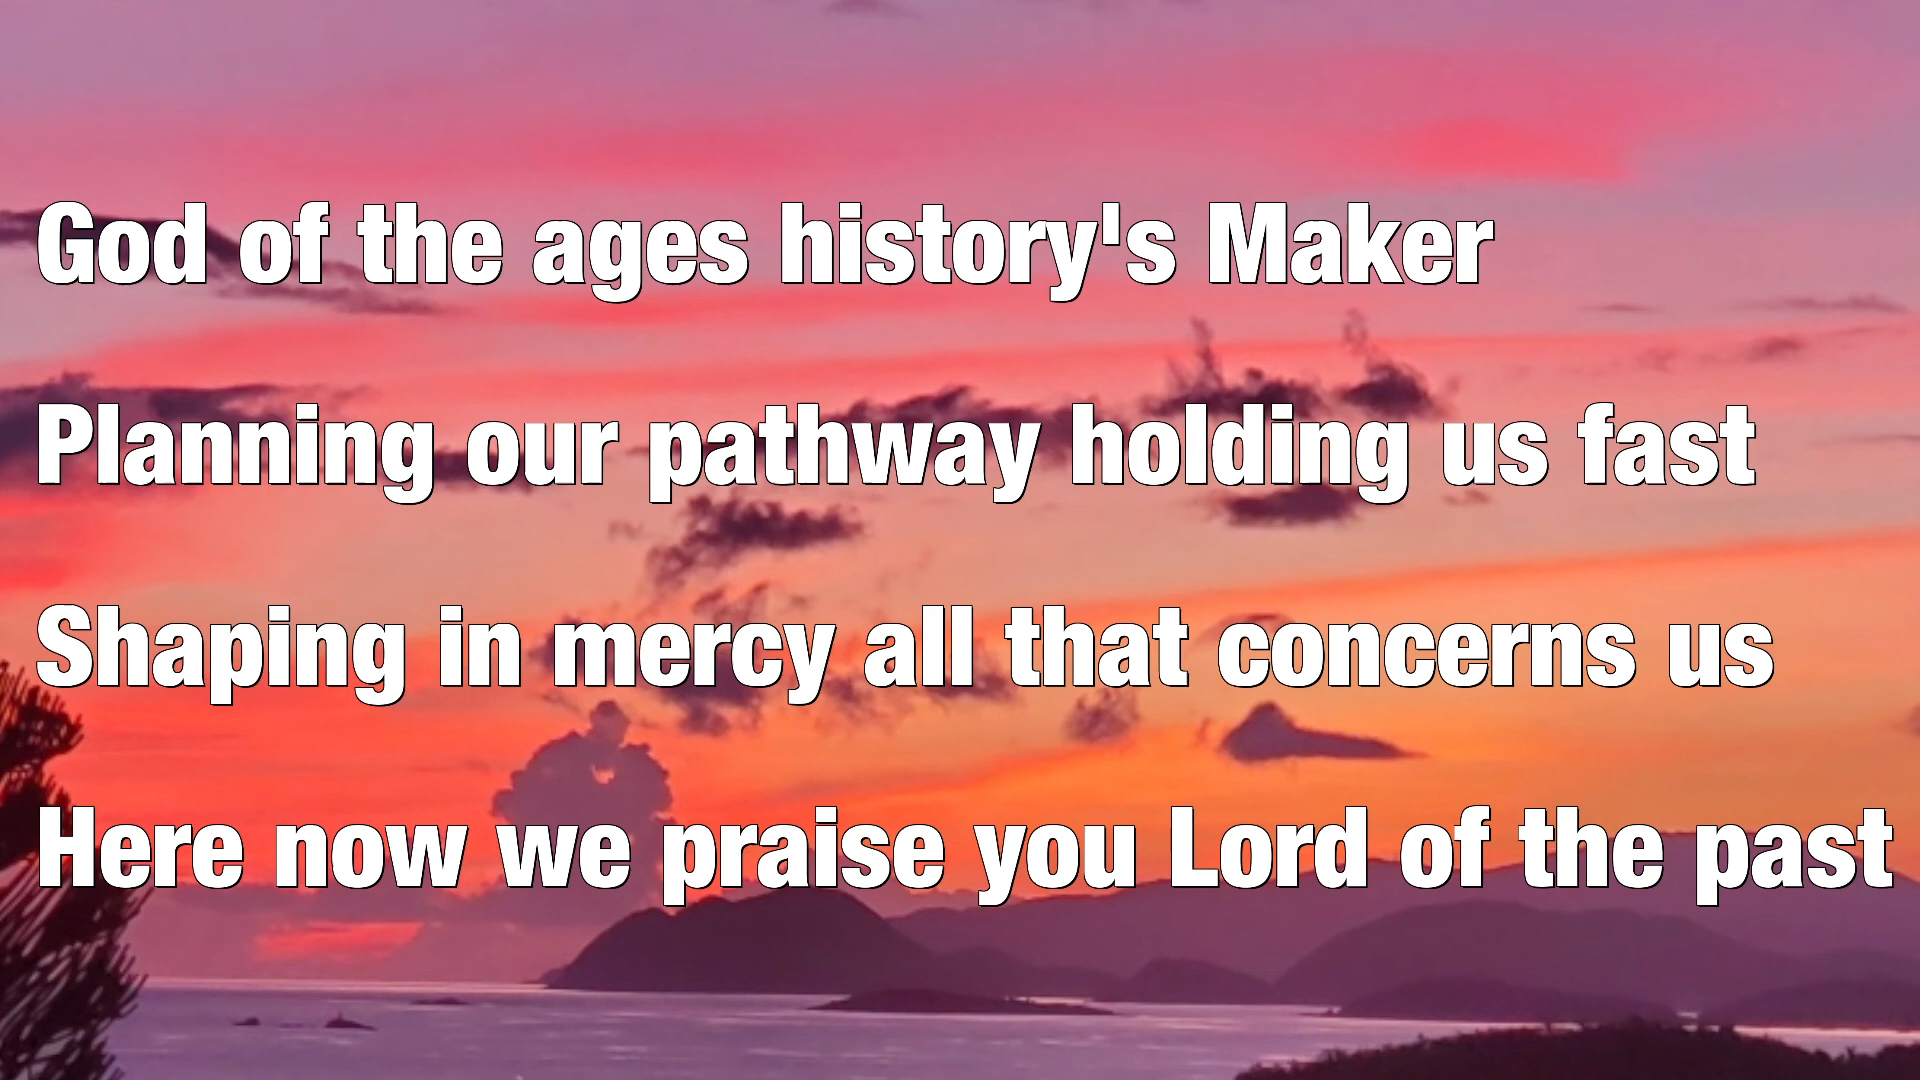 God of the ages history's Maker
Planning our pathway holding us fast
Shaping in mercy all that concerns us
Here now we praise you Lord of the past